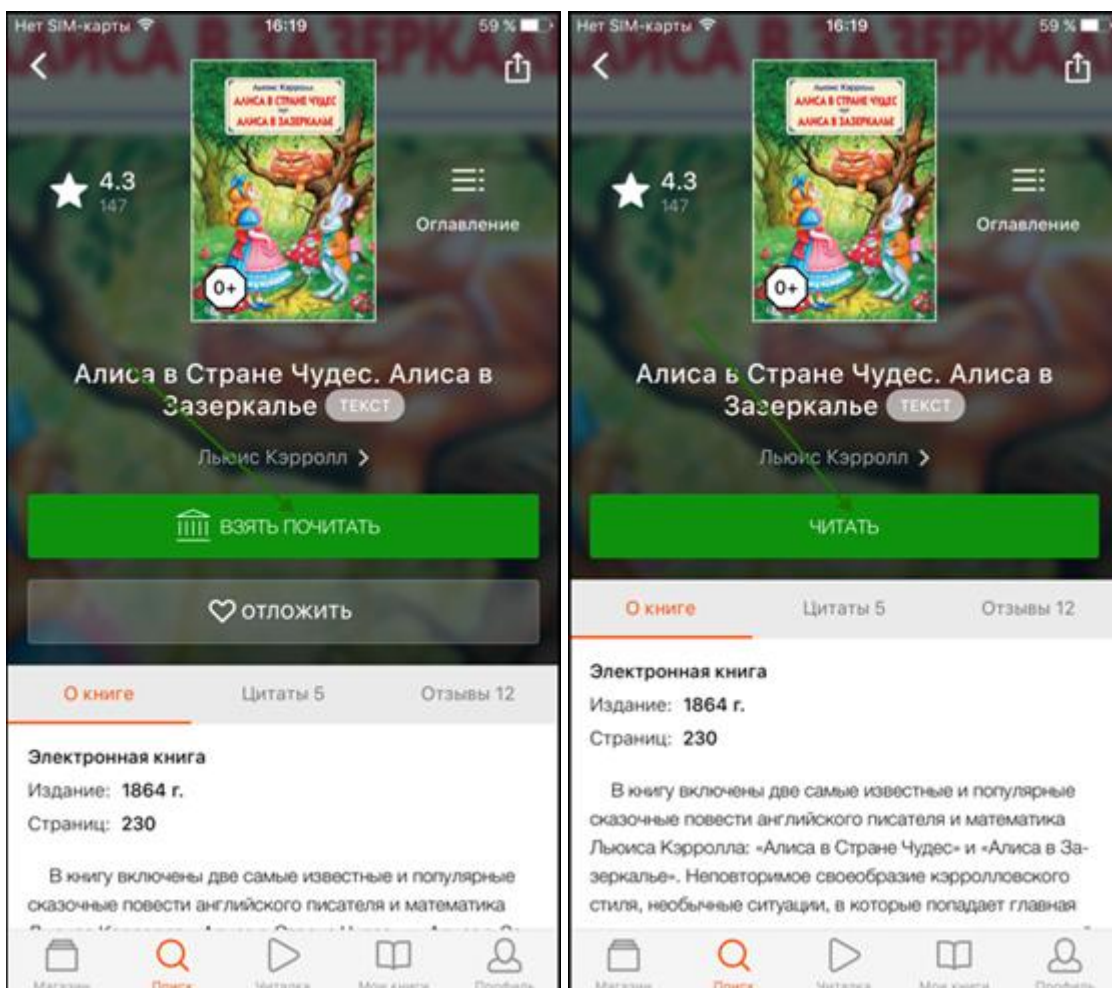 Нет SIM-карты 16:19 59 %
АЛИСА В ЗАЗЕРКА
Льюис Кэрролл
АЛИСА В СТРАНЕ ЧУДЕС
АЛИСА В ЗАЗЕРКАЛЬЕ
4.3
147
Оглавление
0+
Алиса в Стране Чудес. Алиса в
Зазеркалье ТЕКСТ
Льюис Кэрролл
ВЗЯТЬ ПОЧИТАТЬ
ОТЛОЖИТЬ
О книге Цитаты 5 Отзывы 12
Электронная книга
Издание: 1864 г.
Страниц: 230
В книгу включены две самые известные и популярные
сказочные повести английского писателя и математика
Магазин Поиск Читалка Мои книги Профиль
Нет SIM-карты 16:19 59 %
АЛИСА В ЗАЗЕРКА
Льюис Кэрролл
АЛИСА В СТРАНЕ ЧУДЕС
АЛИСА В ЗАЗЕРКАЛЬЕ
4.3
147
Оглавление
0+
Алиса в Стране Чудес. Алиса в
Зазеркалье ТЕКСТ
Льюис Кэрролл
ЧИТАТЬ
О книге Цитаты 5 Отзывы 12
Электронная книга
Издание: 1864 г.
Страниц: 230
В книгу включены две самые известные и популярные
сказочные повести английского писателя и математика
Льюиса Кэрролла: «Алиса в Стране Чудес» и «Алиса в За-
зеркалье». Неповторимое своеобразие кэрролловского
стиля, необычные ситуации, в которые попадает главная
Магазин Поиск Читалка Мои книги Профиль